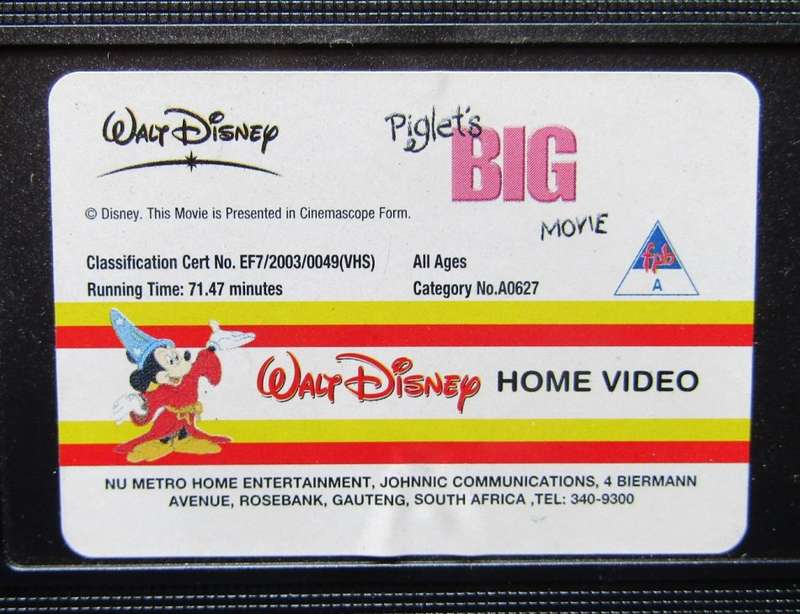 WALT DISNEY
Piglet's
BIG
MOVIE
© Disney. This Movie is Presented in Cinemascope Form.
Classification Cert No. EF7/2003/0049(VHS)
All Ages
Running Time: 71.47 minutes
Category No.A0627
fpb
A
WALT DISNEY HOME VIDEO
NU METRO HOME ENTERTAINMENT, JOHNNIC COMMUNICATIONS, 4 BIERMANN
AVENUE, ROSEBANK, GAUTENG, SOUTH AFRICA ,TEL: 340-9300